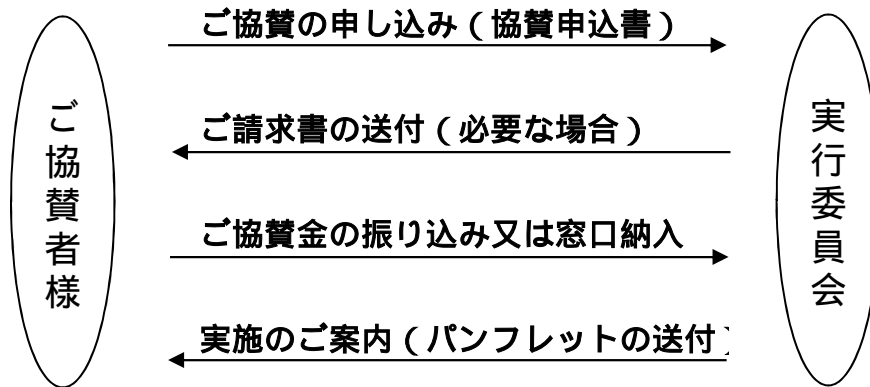 ご協賛の申し込み（協賛申込書）
ご請求書の送付（必要な場合）
ご協賛者様
実行委員会
ご協賛金の振り込み又は窓口納入
実施のご案内（パンフレットの送付）